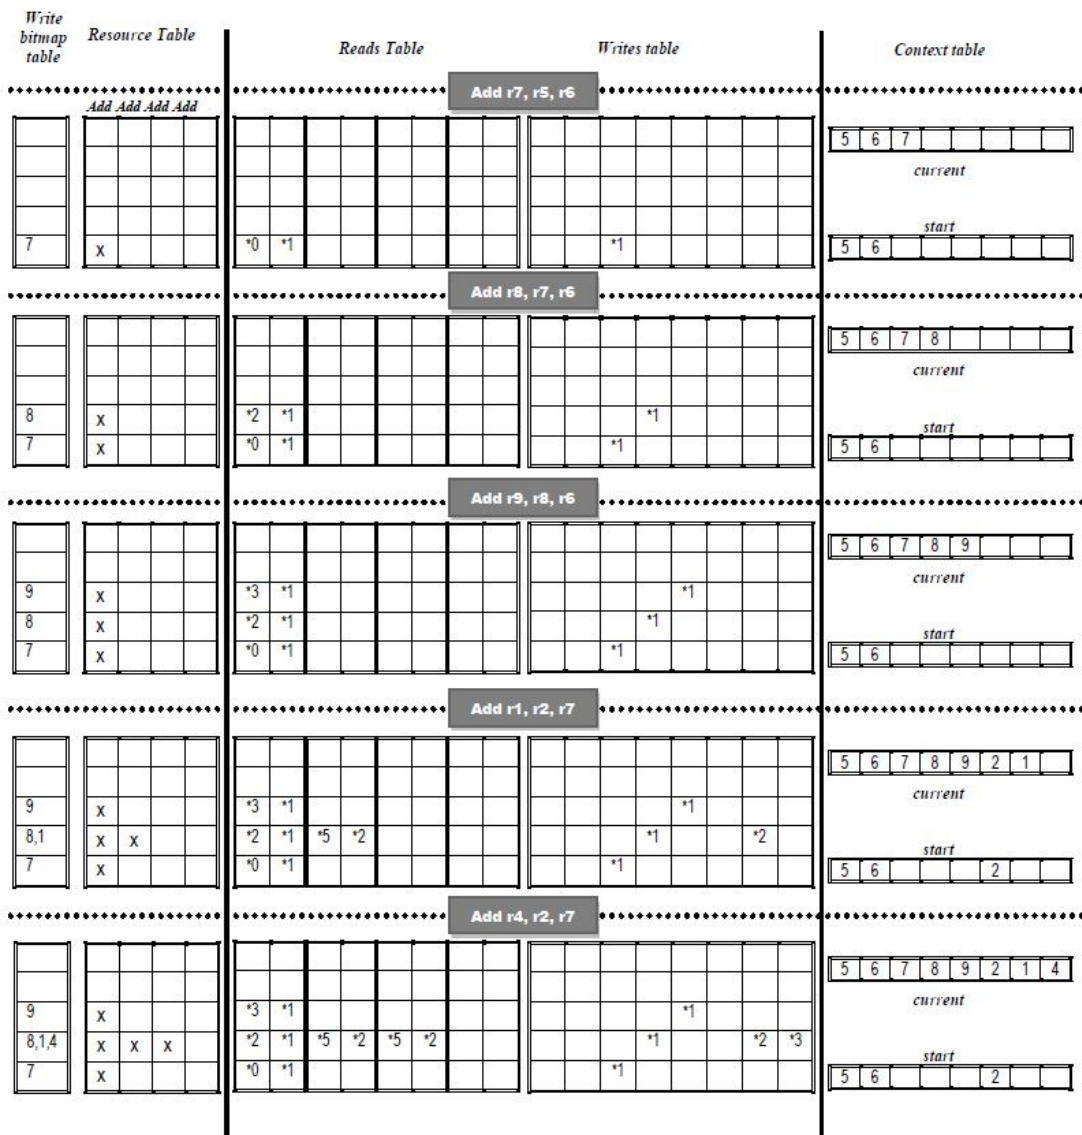 Write bitmap table
Resource Table
Reads Table
Writes table
Context table
Add r7, r5, r6
Add Add Add Add
5 6 7
current
start
7 x *0 *1 *1 5 6
Add r8, r7, r6
5 6 7 8
current
8 x *2 *1 *1
start
7 x *0 *1 *1 5 6
Add r9, r8, r6
5 6 7 8 9
current
9 x *3 *1 *1
8 x *2 *1 *1
start
7 x *0 *1 *1 5 6
Add r1, r2, r7
5 6 7 8 9 2 1
current
9 x *3 *1 *1
8,1 x x *2 *1 *5 *2 *1 *2
start
7 x *0 *1 *1 5 6 2
Add r4, r2, r7
5 6 7 8 9 2 1 4
current
9 x *3 *1 *1
8,1,4 x x x *2 *1 *5 *2 *5 *2 *1 *2 *3
start
7 x *0 *1 *1 5 6 2